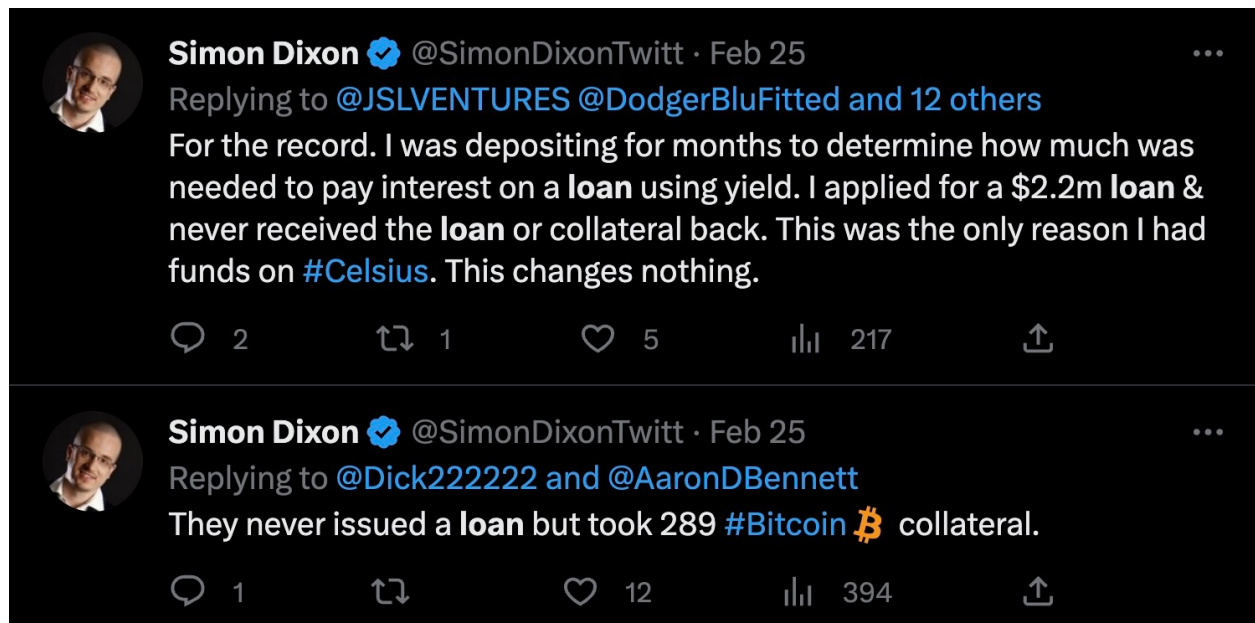 Simon Dixon @SimonDixonTwitt · Feb 25
Replying to @JSLVENTURES @DodgerBluFitted and 12 others
For the record. I was depositing for months to determine how much was
needed to pay interest on a loan using yield. I applied for a $2.2m loan &
never received the loan or collateral back. This was the only reason I had
funds on #Celsius. This changes nothing.
2 1 5 217
Simon Dixon @SimonDixonTwitt · Feb 25
Replying to @Dick222222 and @AaronDBennett
They never issued a loan but took 289 #Bitcoin ₿ collateral.
1 12 394